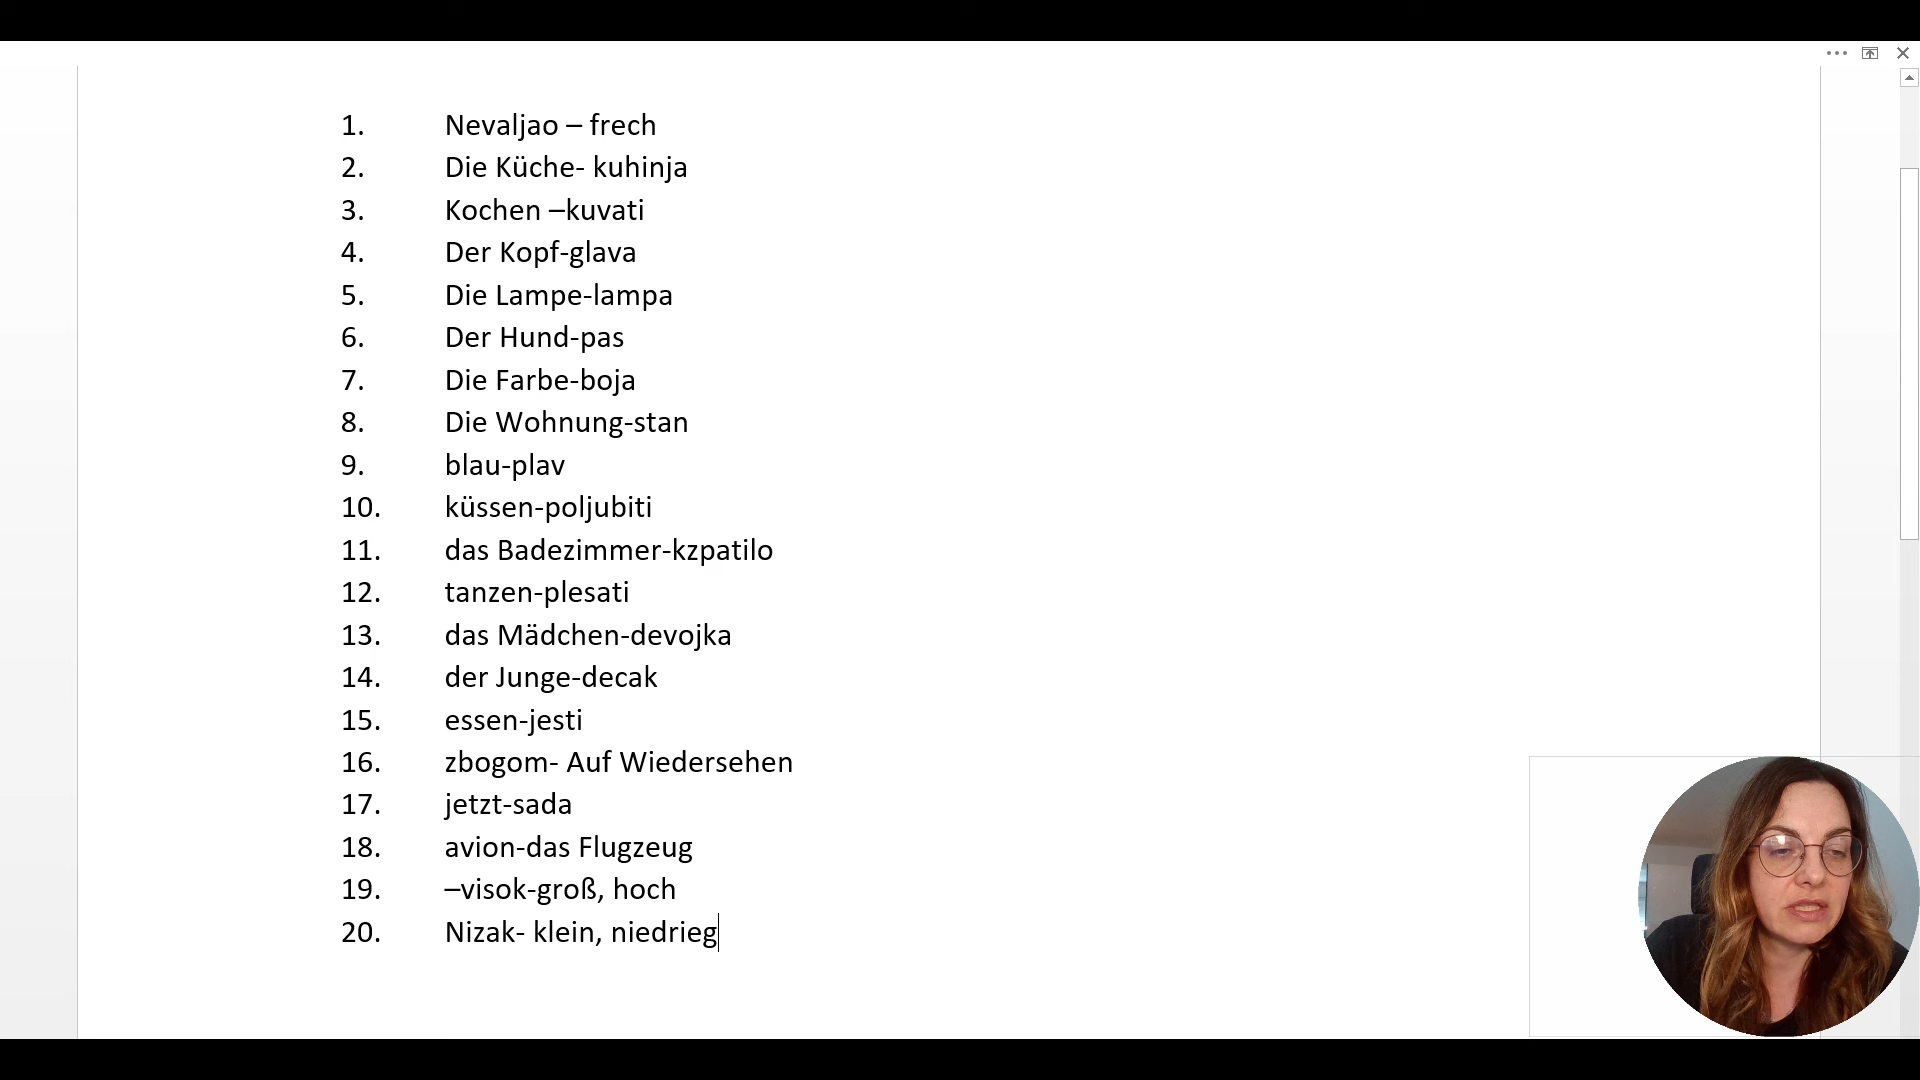 1. Nevaljao – frech
2. Die Küche- kuhinja
3. Kochen –kuvati
4. Der Kopf-glava
5. Die Lampe-lampa
6. Der Hund-pas
7. Die Farbe-boja
8. Die Wohnung-stan
9. blau-plav
10. küssen-poljubiti
11. das Badezimmer-kzpatilo
12. tanzen-plesati
13. das Mädchen-devojka
14. der Junge-decak
15. essen-jesti
16. zbogom- Auf Wiedersehen
17. jetzt-sada
18. avion-das Flugzeug
19. –visok-groß, hoch
20. Nizak- klein, niedrieg